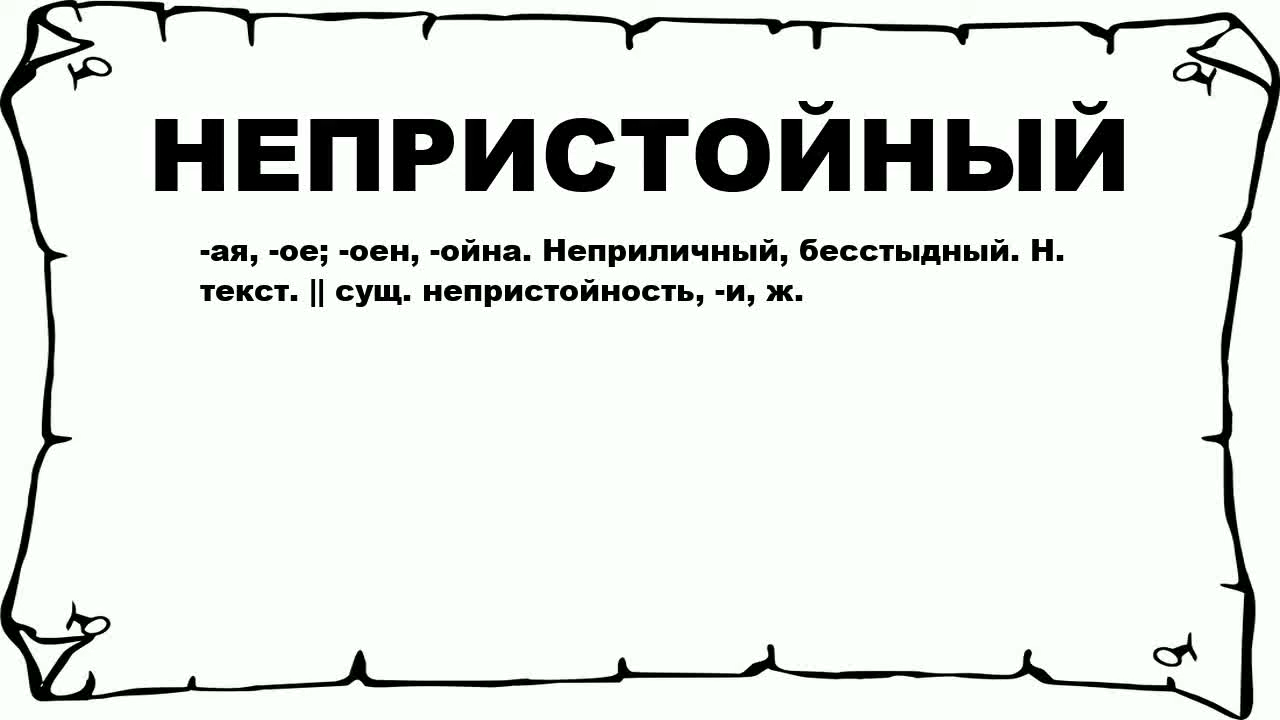 НЕПРИСТОЙНЫЙ
-ая, -ое; -оен, -ойна. Неприличный, бесстыдный. Н.
текст. || сущ. непристойность, -и, ж.